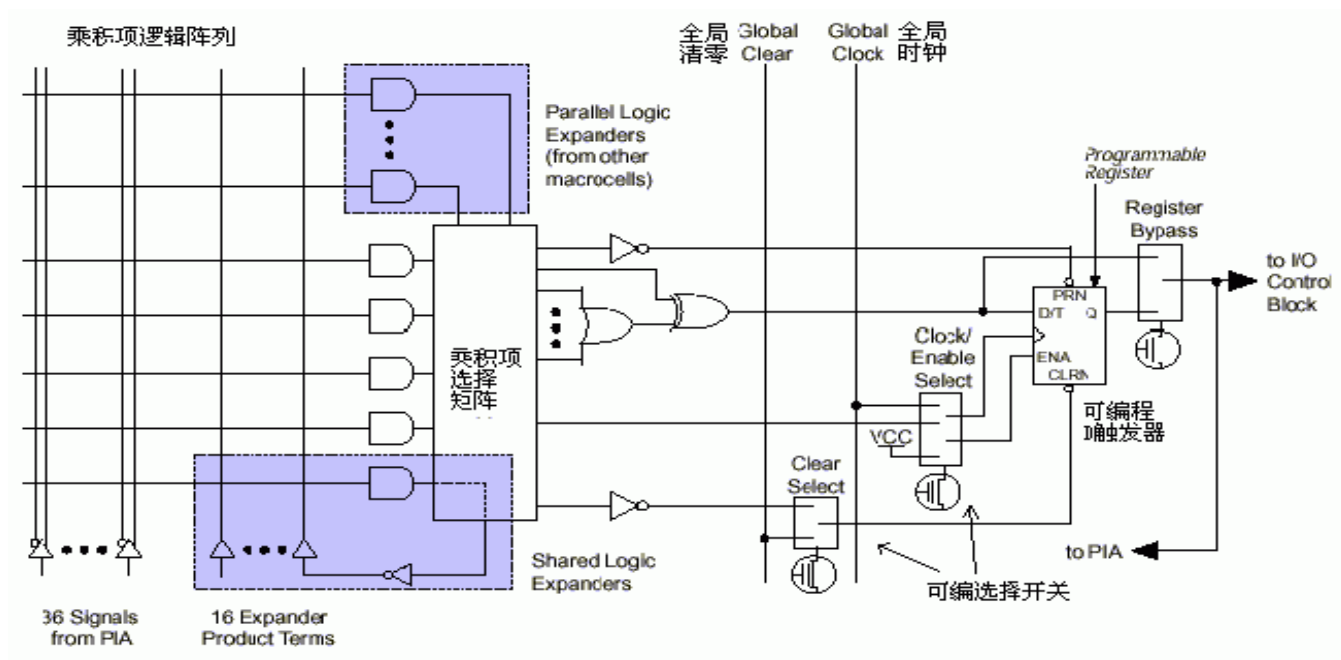 乘积项逻辑阵列
全局 Global
清零 Clear
Global 全局
Clock 时钟
Parallel Logic
Expanders
(from other
macrocells)
Programmable
Register
Register
Bypass
to I/O
Control
Block
PRN
D/T Q
ENA
CLRN
Clock/
Enable
Select
乘积项
选择
矩阵
VCC
可编程
触发器
Clear
Select
Shared Logic
Expanders
to PIA
可编选择开关
36 Signals
from PIA
16 Expander
Product Terms